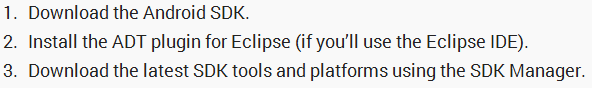 1. Download the Android SDK.
2. Install the ADT plugin for Eclipse (if you’ll use the Eclipse IDE).
3. Download the latest SDK tools and platforms using the SDK Manager.